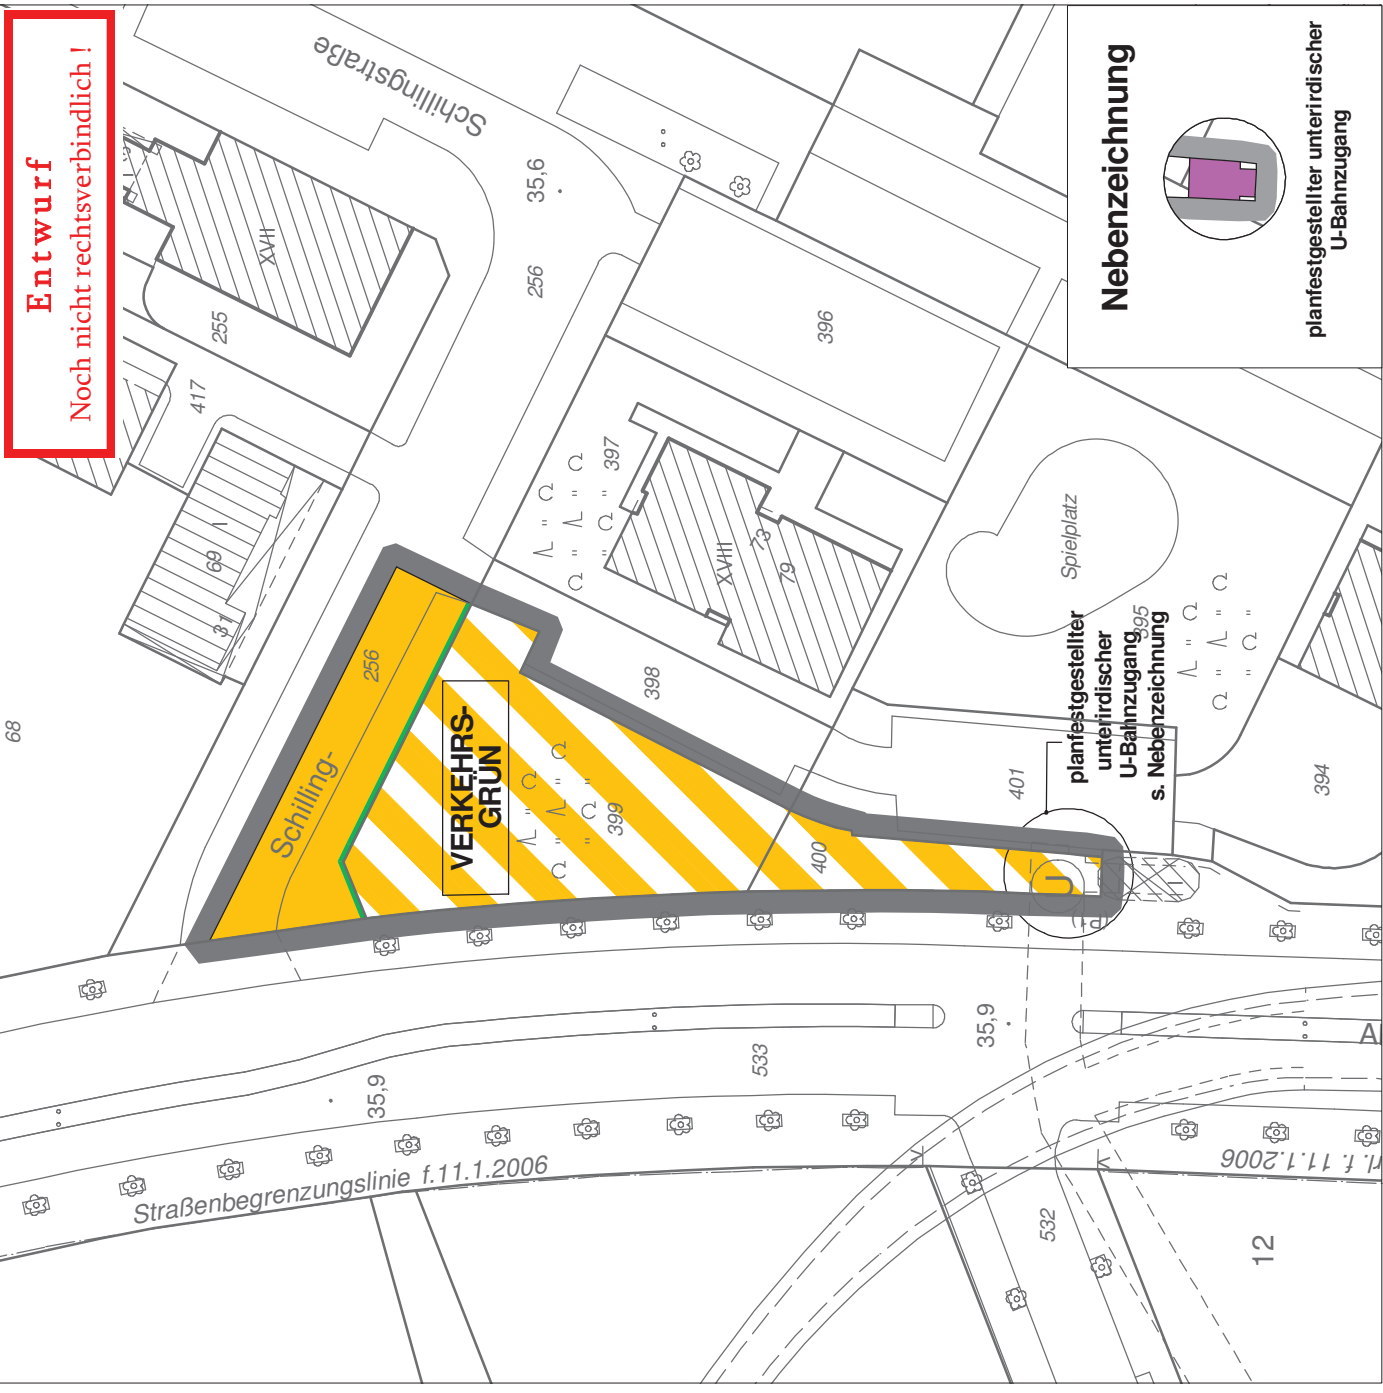 Entwurf
Noch nicht rechtsverbindlich !
Nebenzeichnung
planfestgestellter unterirdischer
U-Bahnzugang
Schillingstraße
35,6
256
XVII
255
417
396
397
69
I
31
XVIII
73
79
68
256
Schilling-
VERKEHRS-
GRÜN
399
398
400
Spielplatz
395
planfestgestellter
unterirdischer
U-Bahnzugang
s. Nebenzeichnung
401
394
U
35,9
533
35,9
Straßenbegrenzungslinie f.11.1.2006
rl. f. 11.1.2006
532
12